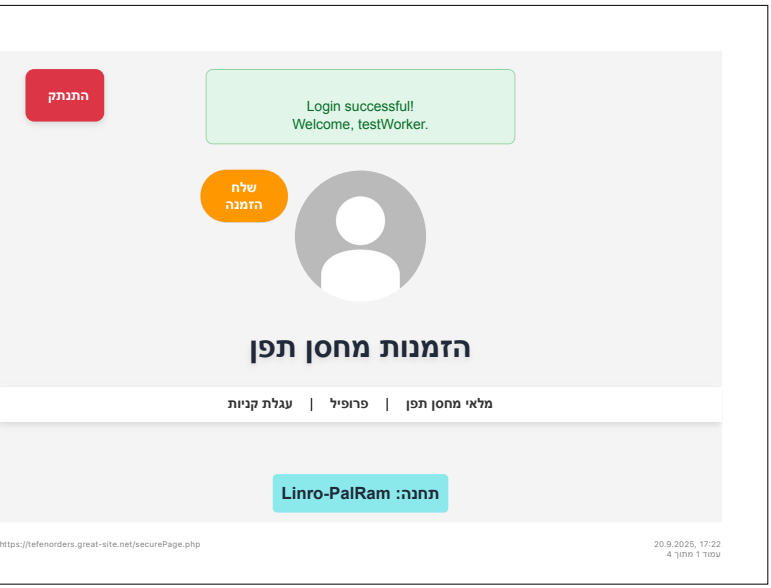 התנתק
Login successful!
Welcome, testWorker.
שלח
הזמנה
הזמנות מחסן תפן
מלאי מחסן תפן | פרופיל | עגלת קניות
תחנה: Linro-PalRam
https://tefenorders.great-site.net/securePage.php
20.9.2025, 17:22
עמוד 1 מתוך 4